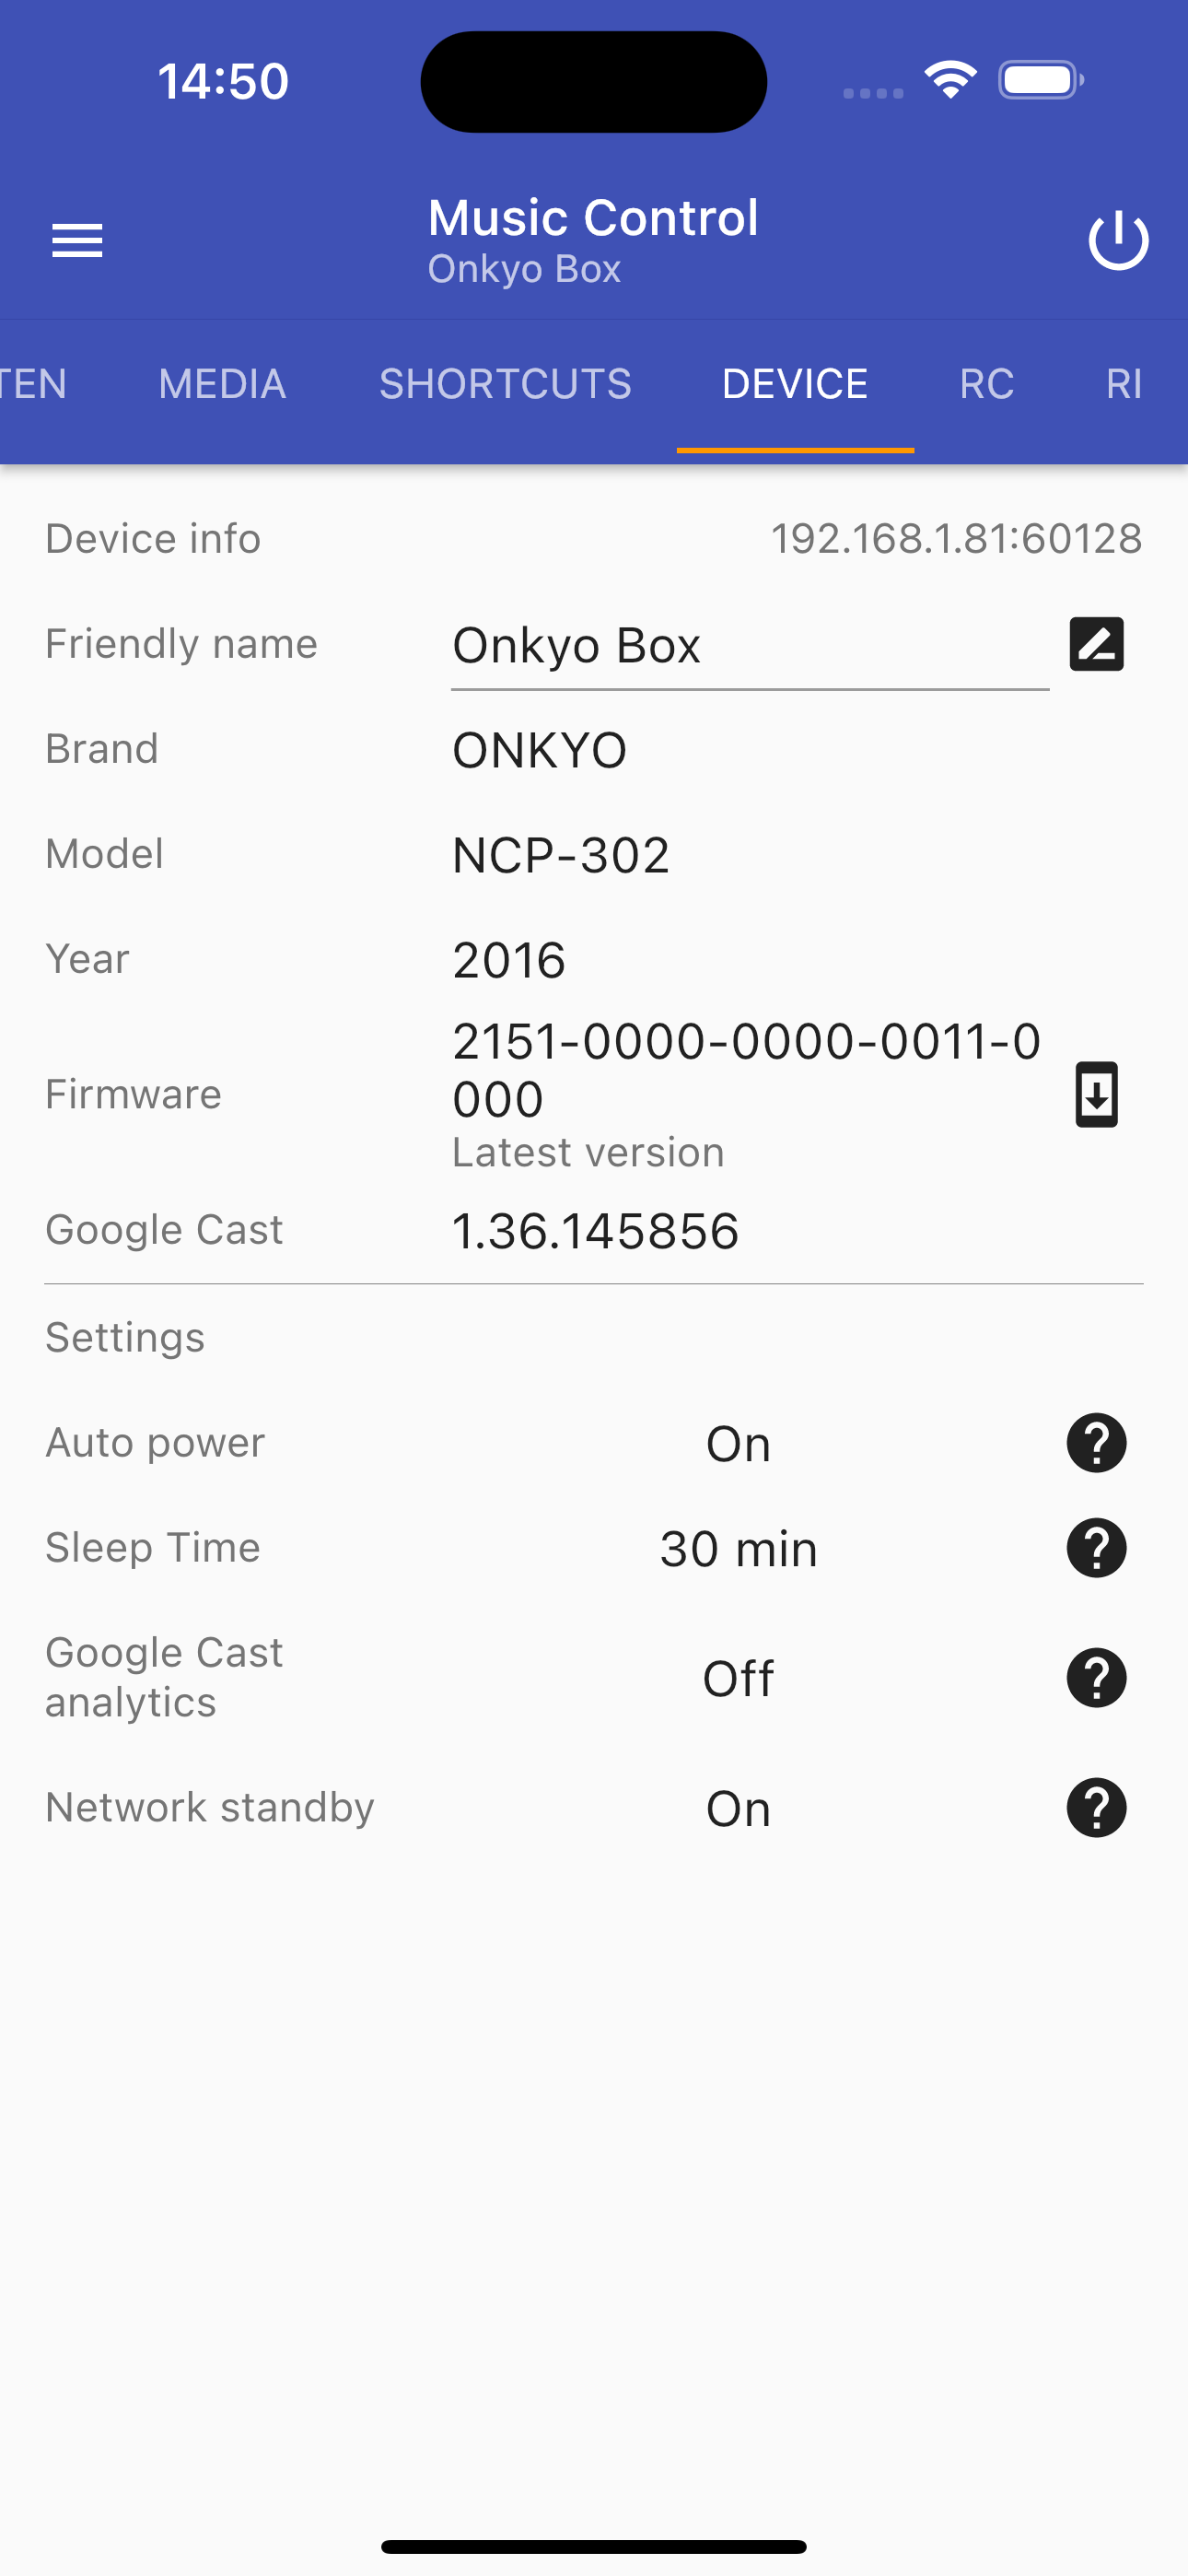 14:50
Music Control
Onkyo Box
TEN MEDIA SHORTCUTS DEVICE RC RI
Device info 192.168.1.81:60128
Friendly name Onkyo Box
Brand ONKYO
Model NCP-302
Year 2016
Firmware 2151-0000-0000-0011-0
000
Latest version
Google Cast 1.36.145856
Settings
Auto power On
Sleep Time 30 min
Google Cast
analytics Off
Network standby On